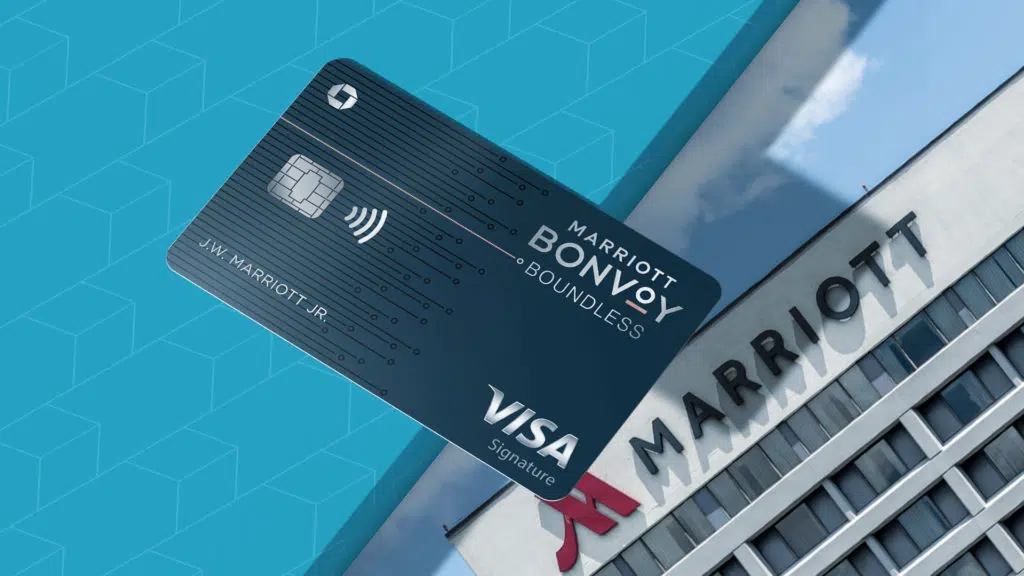 J.W. MARRIOTT JR.
MARRIOTT
BONVOY
BOUNDLESS
VISA
Signature
MARRIOTT